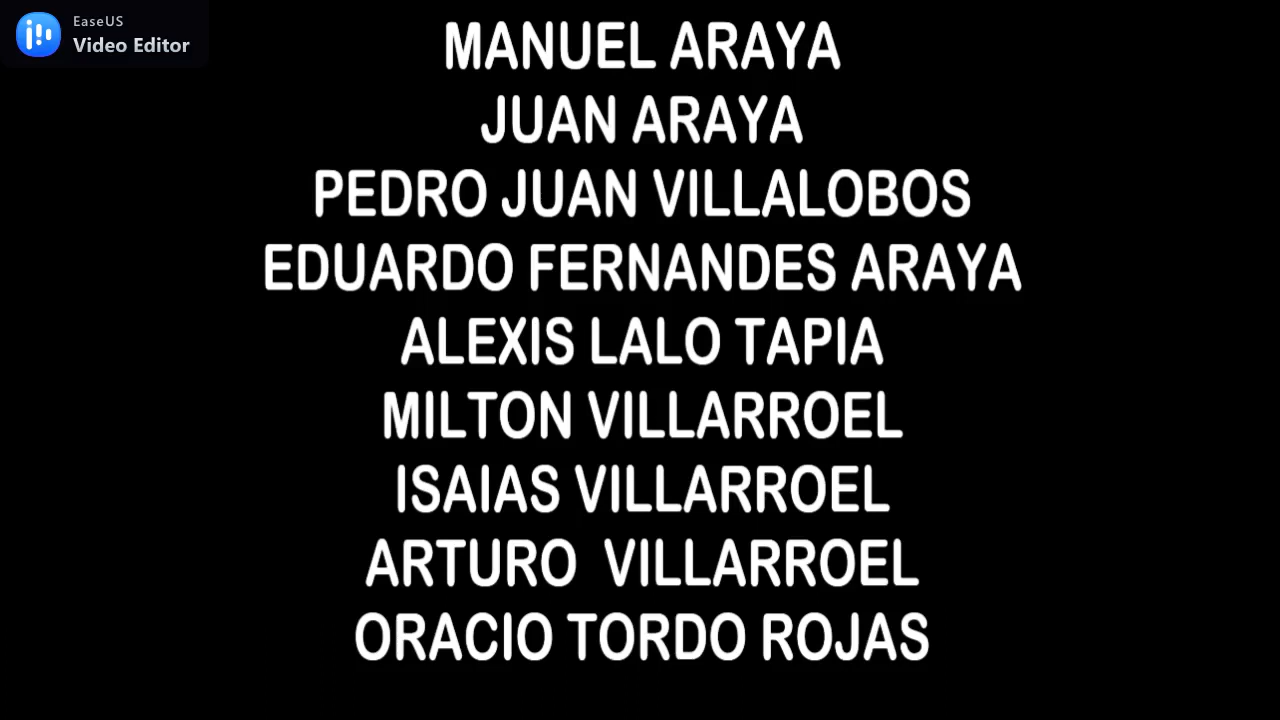 EaseUS
Video Editor
MANUEL ARAYA
JUAN ARAYA
PEDRO JUAN VILLALOBOS
EDUARDO FERNANDES ARAYA
ALEXIS LALO TAPIA
MILTON VILLARROEL
ISAIAS VILLARROEL
ARTURO  VILLARROEL
ORACIO TORDO ROJAS